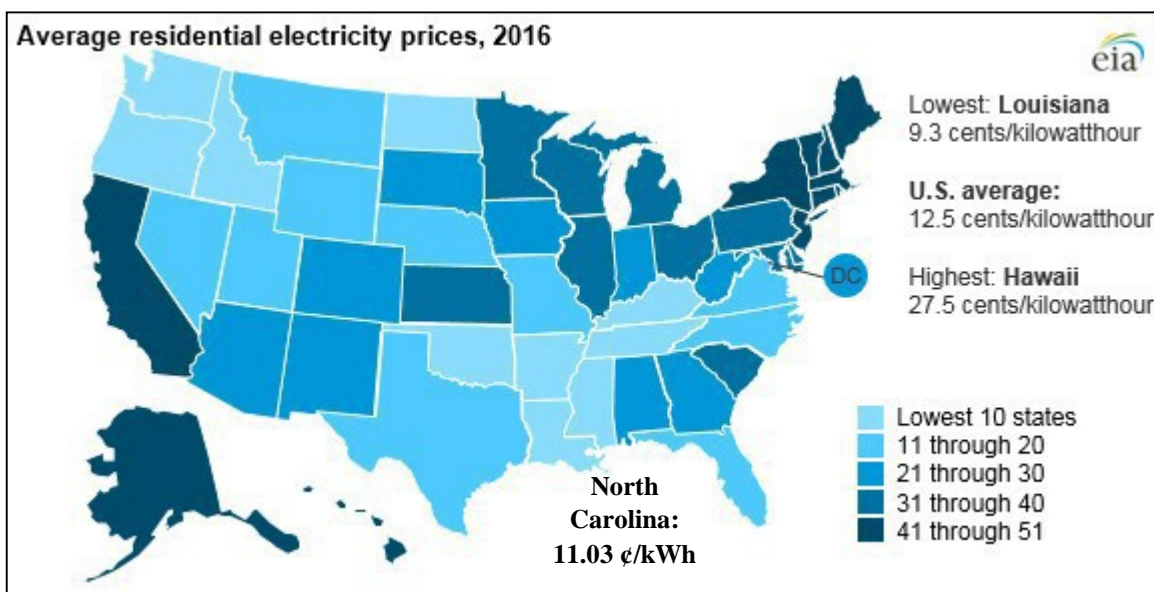 Average residential electricity prices, 2016
eia
Lowest: Louisiana
9.3 cents/kilowatthour
U.S. average:
12.5 cents/kilowatthour
Highest: Hawaii
27.5 cents/kilowatthour
DC
Lowest 10 states
11 through 20
21 through 30
31 through 40
41 through 51
North
Carolina:
11.03 ¢/kWh